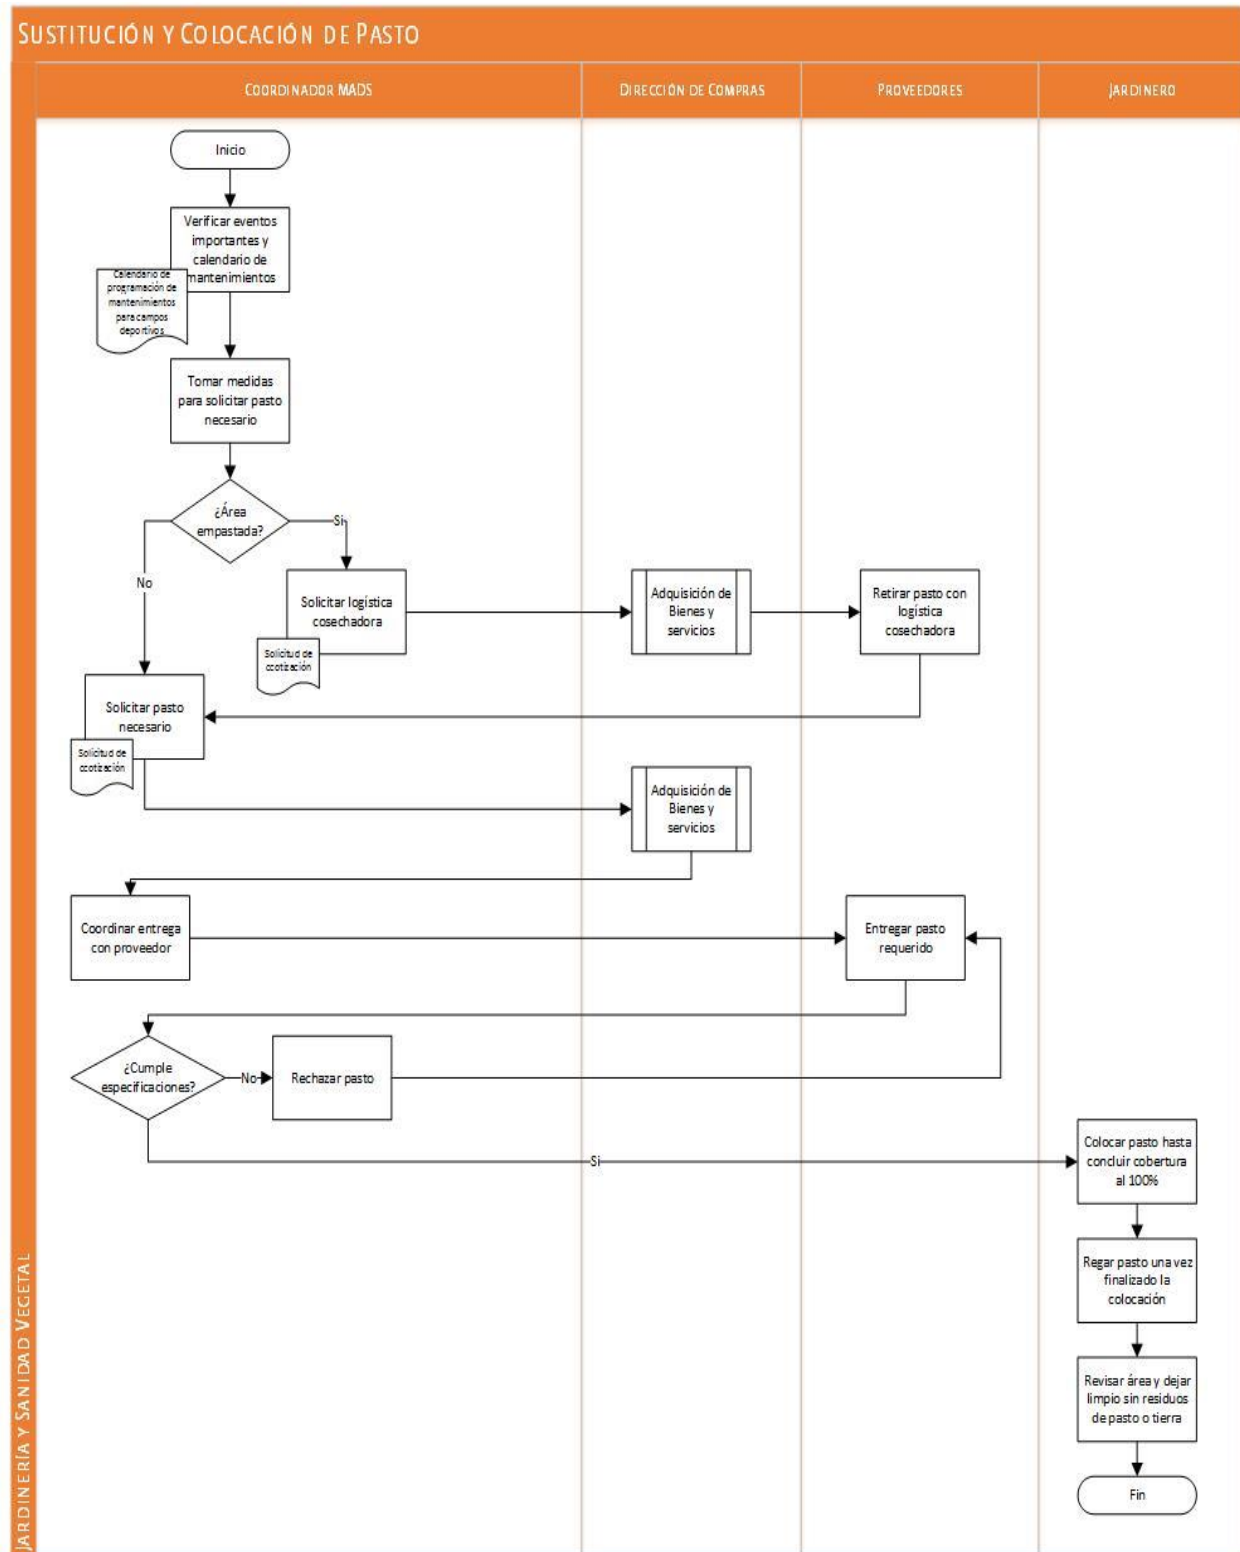 SUSTITUCIÓN Y COLOCACIÓN DE PASTO
COORDINADOR MADS
DIRECCIÓN DE COMPRAS
PROVEEDORES
JARDINERO
Inicio
Verificar eventos
importantes y
calendario de
mantenimientos
Calendario de
programación de
mantenimientos
para campos
deportivos
Tomar medidas
para solicitar pasto
necesario
¿Área
empastada?
Si
No
Solicitar logística
cosechadora
Solicitud de
cotización
Adquisición de
Bienes y
servicios
Retirar pasto con
logística
cosechadora
Solicitar pasto
necesario
Solicitud de
cotización
Adquisición de
Bienes y
servicios
Coordinar entrega
con proveedor
Entregar pasto
requerido
¿Cumple
especificaciones?
No
Rechazar pasto
Si
Colocar pasto hasta
concluir cobertura
al 100%
Regar pasto una vez
finalizado la
colocación
Revisar área y dejar
limpio sin residuos
de pasto o tierra
Fin
JARDINERÍA Y SANIDAD VEGETAL